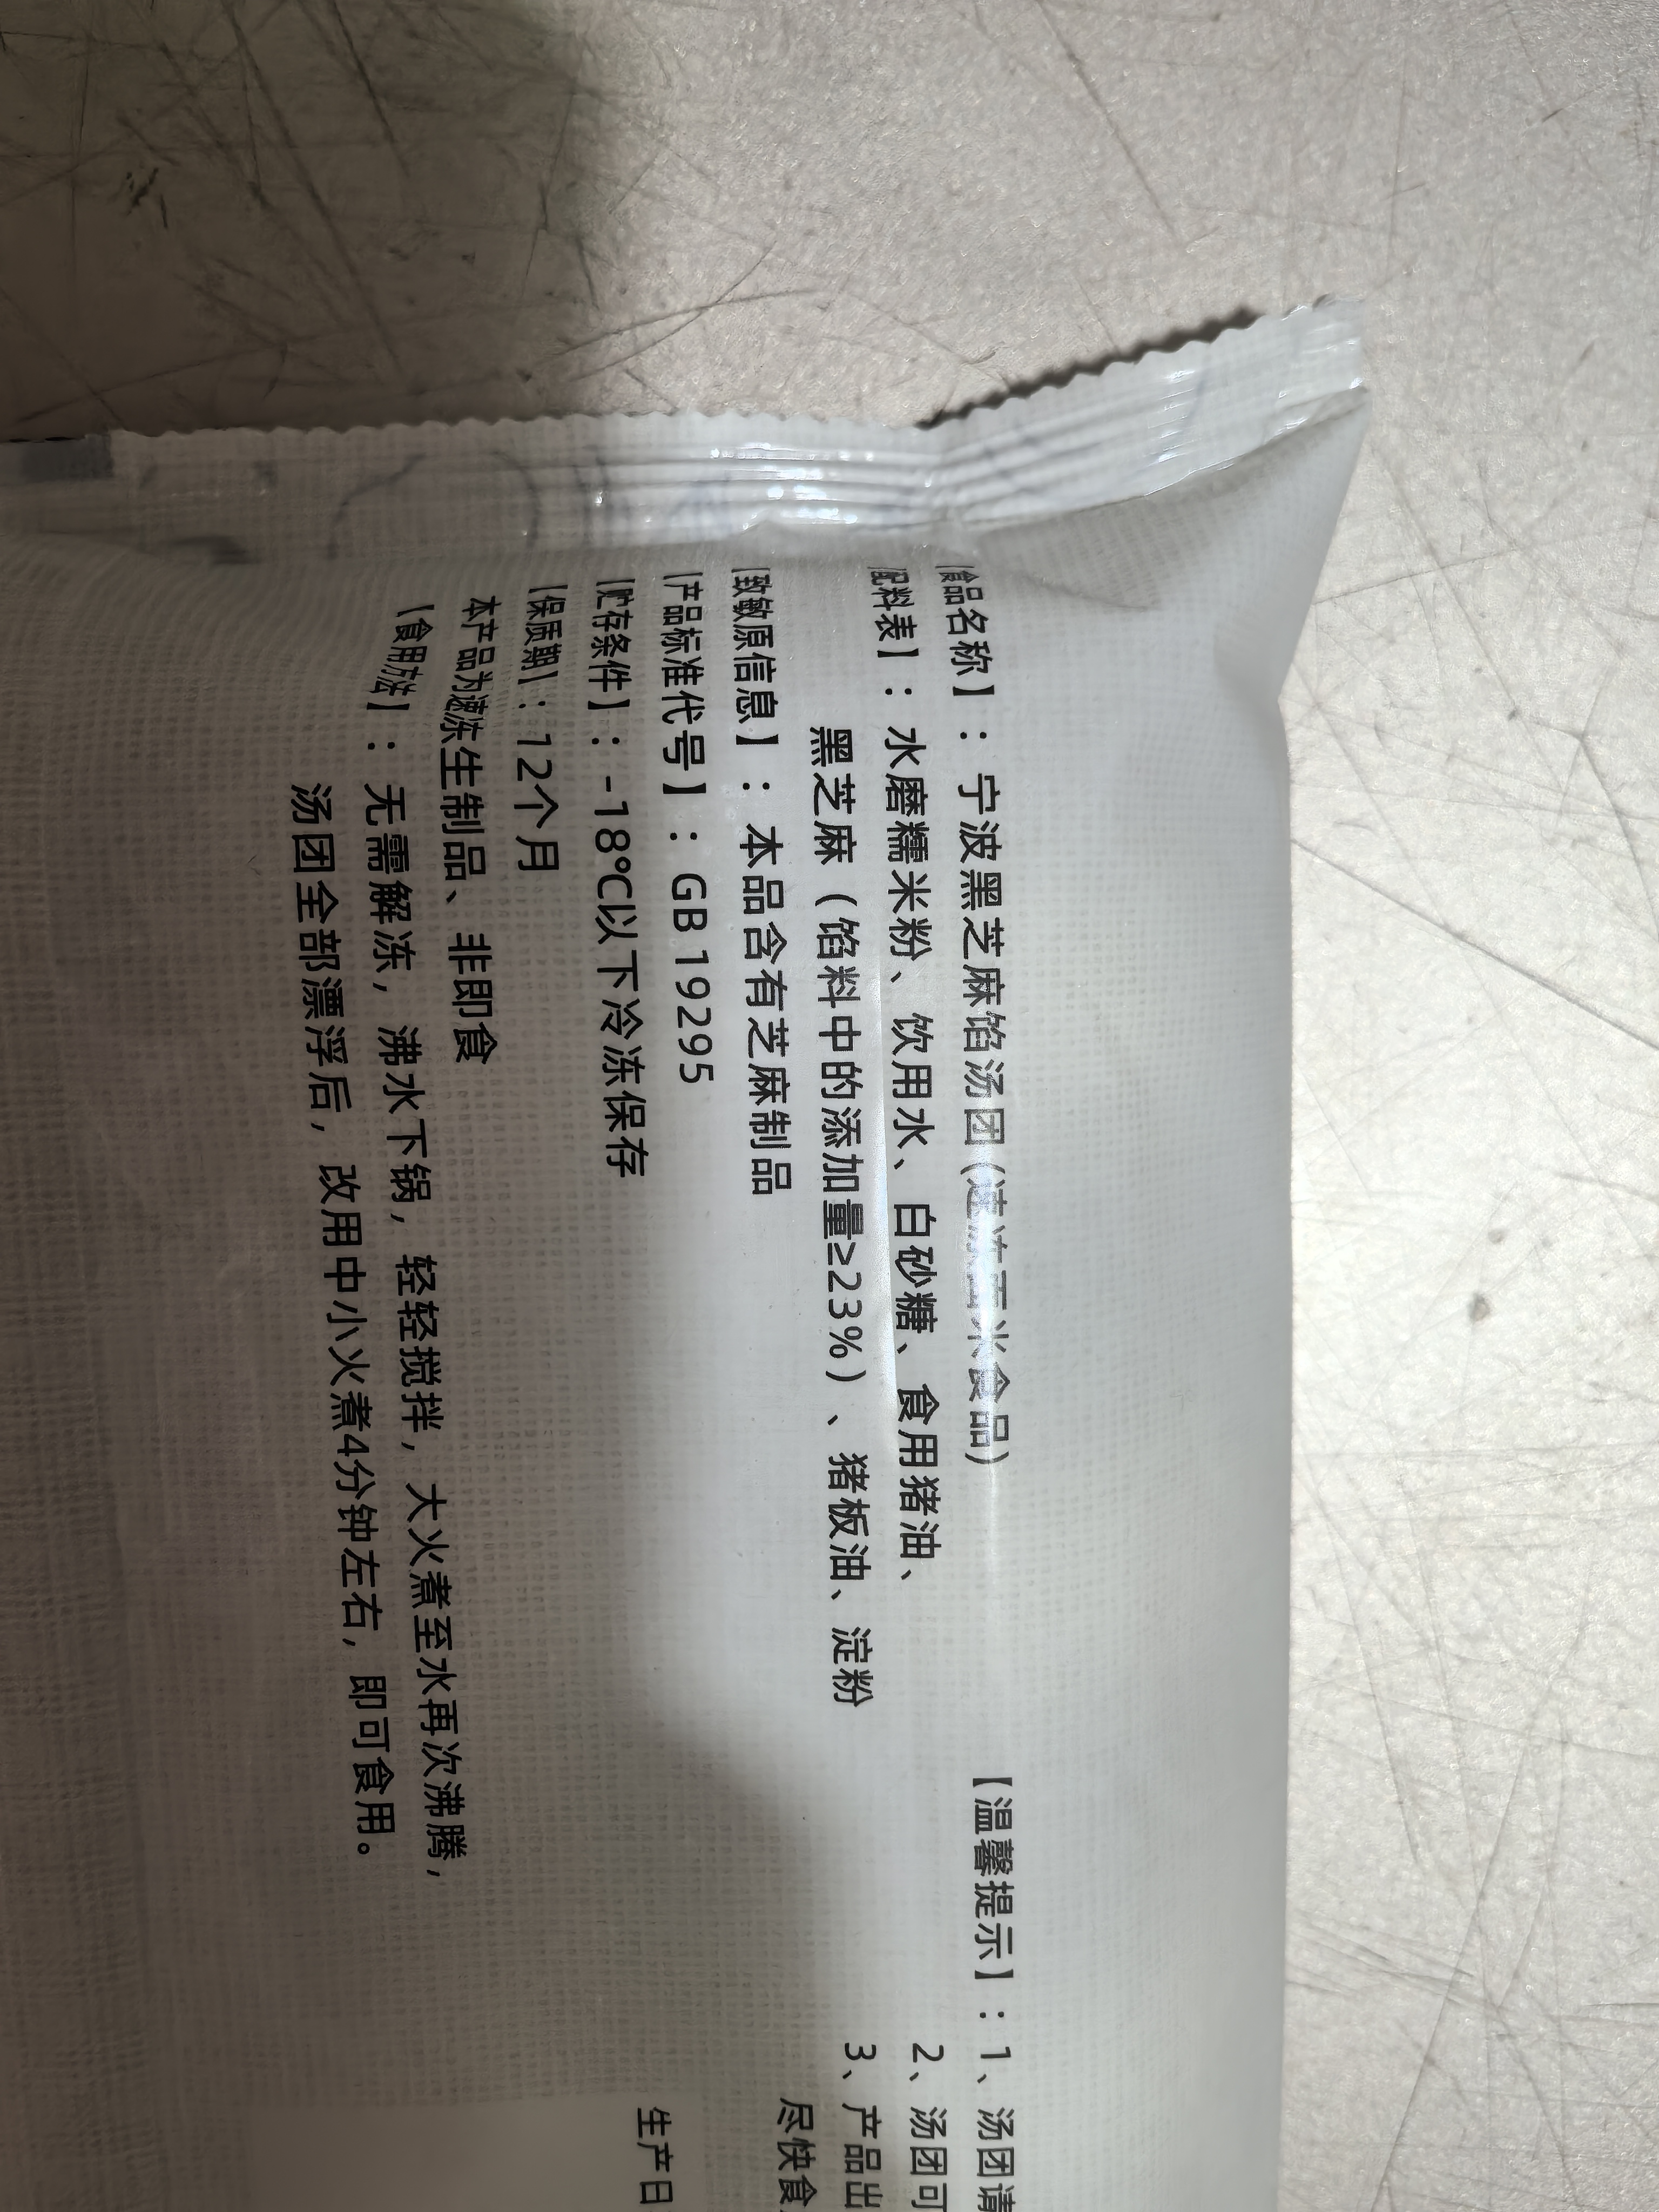 【食品名称】：宁波黑芝麻馅汤团(速冻面米食品)
【配料表】：水磨糯米粉、饮用水、白砂糖、食用猪油、
黑芝麻（馅料中的添加量≥23%）、猪板油、淀粉
【致敏原信息】：本品含有芝麻制品
【产品标准代号】：GB 19295
【贮存条件】：-18℃以下冷冻保存
【保质期】：12个月
本产品为速冻生制品、非即食
【食用方法】：无需解冻，沸水下锅，轻轻搅拌，大火煮至水再次沸腾，
汤团全部漂浮后，改用中小火煮4分钟左右，即可食用。
【温馨提示】：1、汤团请
2、汤团可
3、产品出
尽快食
生产日